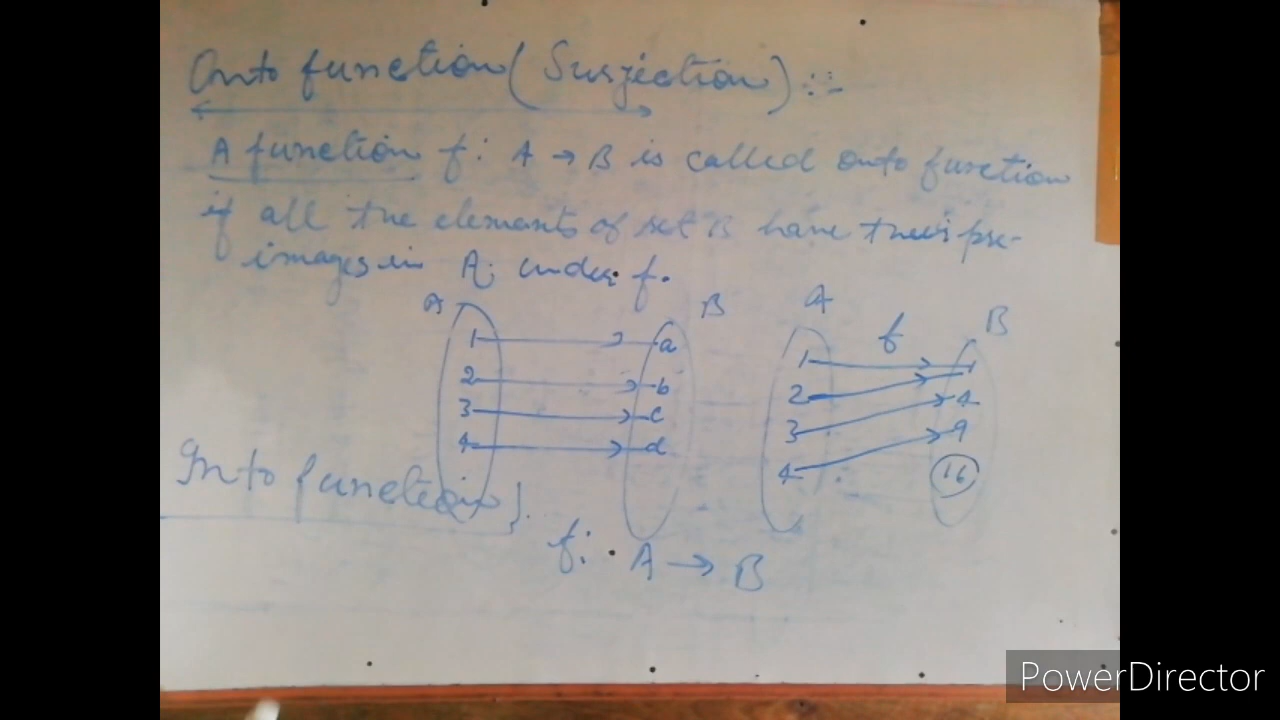 Onto function (Surjection) :-
A function f: A → B is called onto function
if all the elements of set B have their pre-
images in A; under f.
A B A B
f
1 a 1 1
2 b 2 4
3 c 3 9
4 d 4 16
Into function}.
f: A → B
PowerDirector